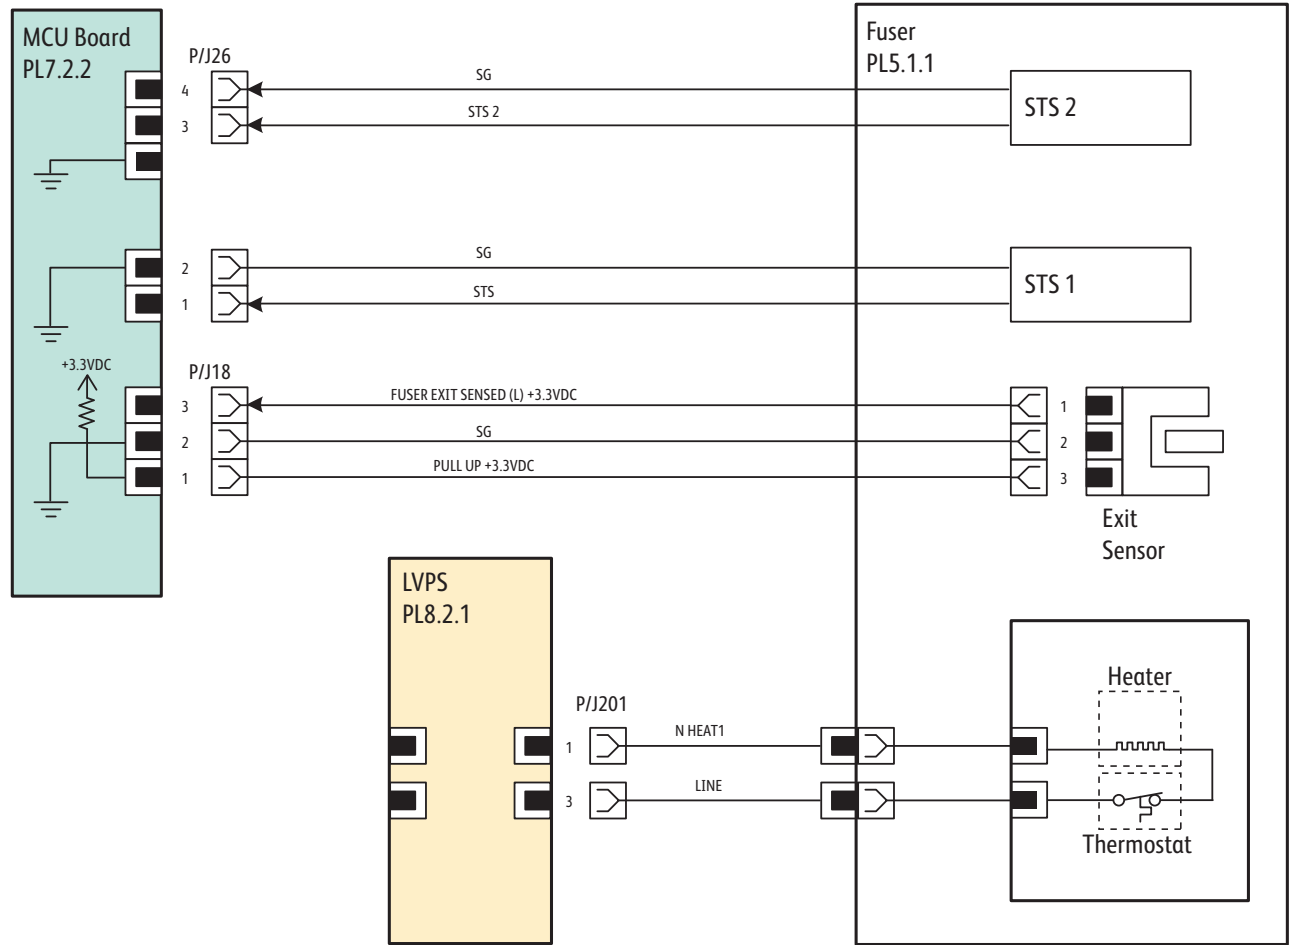 MCU Board
PL7.2.2
P/J26
4
3
SG
STS 2
Fuser
PL5.1.1
STS 2
2
1
SG
STS
STS 1
+3.3VDC
P/J18
3
2
1
FUSER EXIT SENSED (L) +3.3VDC
SG
PULL UP +3.3VDC
1
2
3
Exit
Sensor
LVPS
PL8.2.1
P/J201
1
3
N HEAT1
LINE
Heater
Thermostat